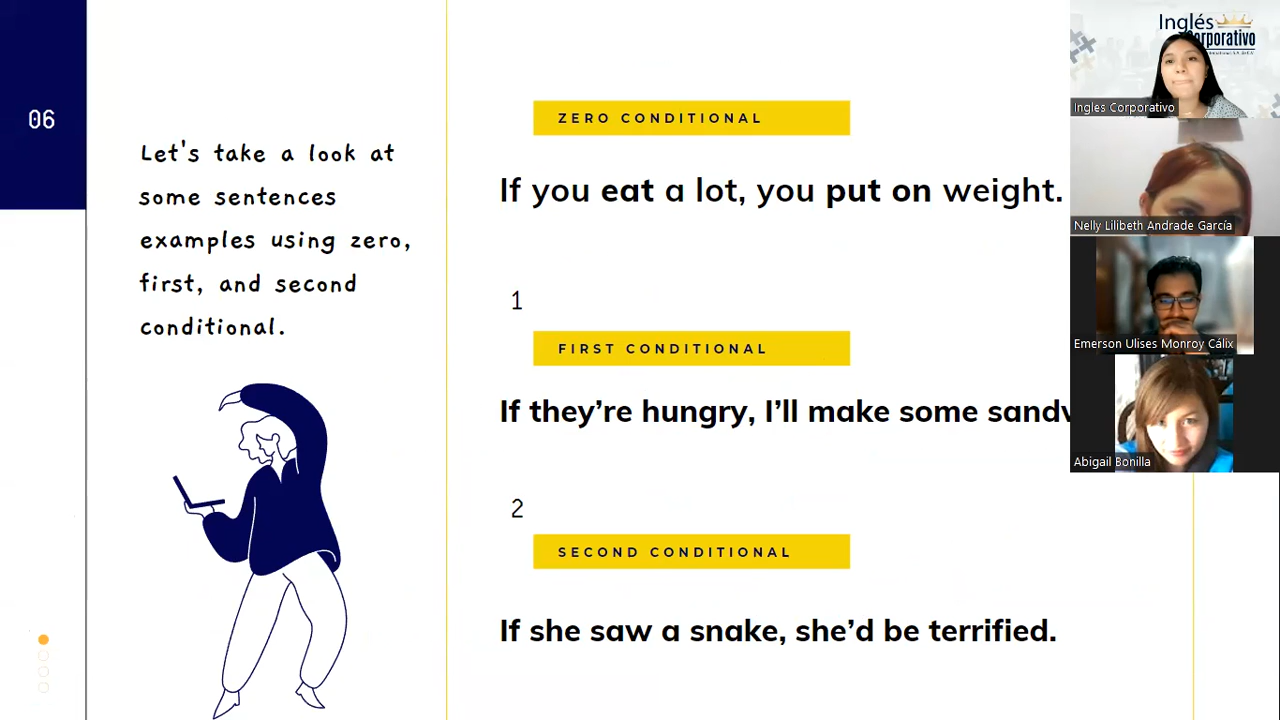 06
Let's take a look at
some sentences
examples using zero,
first, and second
conditional.
ZERO CONDITIONAL
If you eat a lot, you put on weight.
1
FIRST CONDITIONAL
If they're hungry, I'll make some
2
SECOND CONDITIONAL
If she saw a snake, she'd be terrified.
Inglés
Corporativo
Ingles Corporativo
Nelly Lilibeth Andrade García
Emerson Ulises Monroy Cálix
Abigail Bonilla